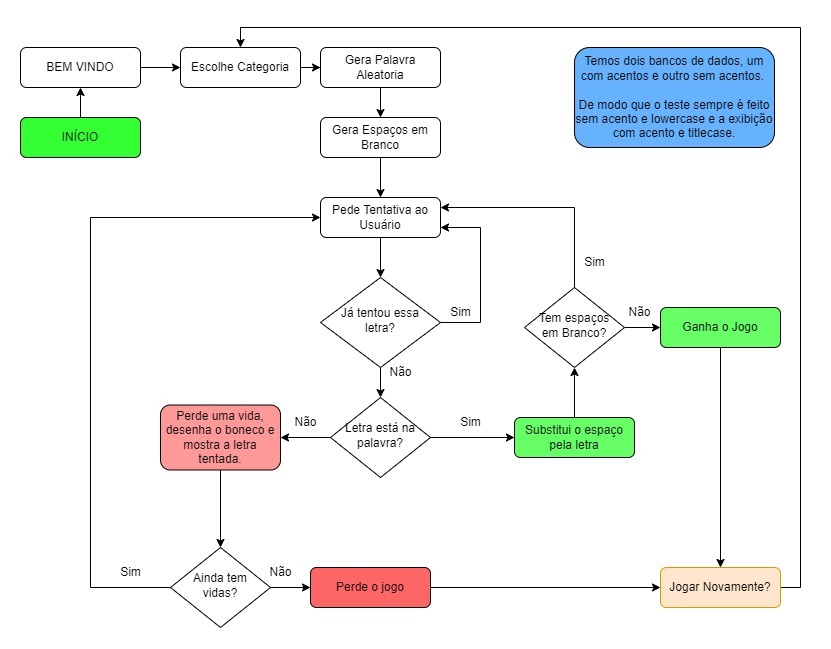 BEM VINDO
Escolhe Categoria
Gera Palavra
Aleatoria
Temos dois bancos de dados, um
com acentos e outro sem acentos.
De modo que o teste sempre é feito
sem acento e lowercase e a exibição
com acento e titlecase.
INÍCIO
Gera Espaços em
Branco
Pede Tentativa ao
Usuário
Sim
Já tentou essa
letra?
Sim
Tem espaços
em Branco?
Não
Ganha o Jogo
Não
Perde uma vida,
desenha o boneco e
mostra a letra
tentada.
Não
Letra está na
palavra?
Sim
Substitui o espaço
pela letra
Sim
Ainda tem
vidas?
Não
Perde o jogo
Jogar Novamente?